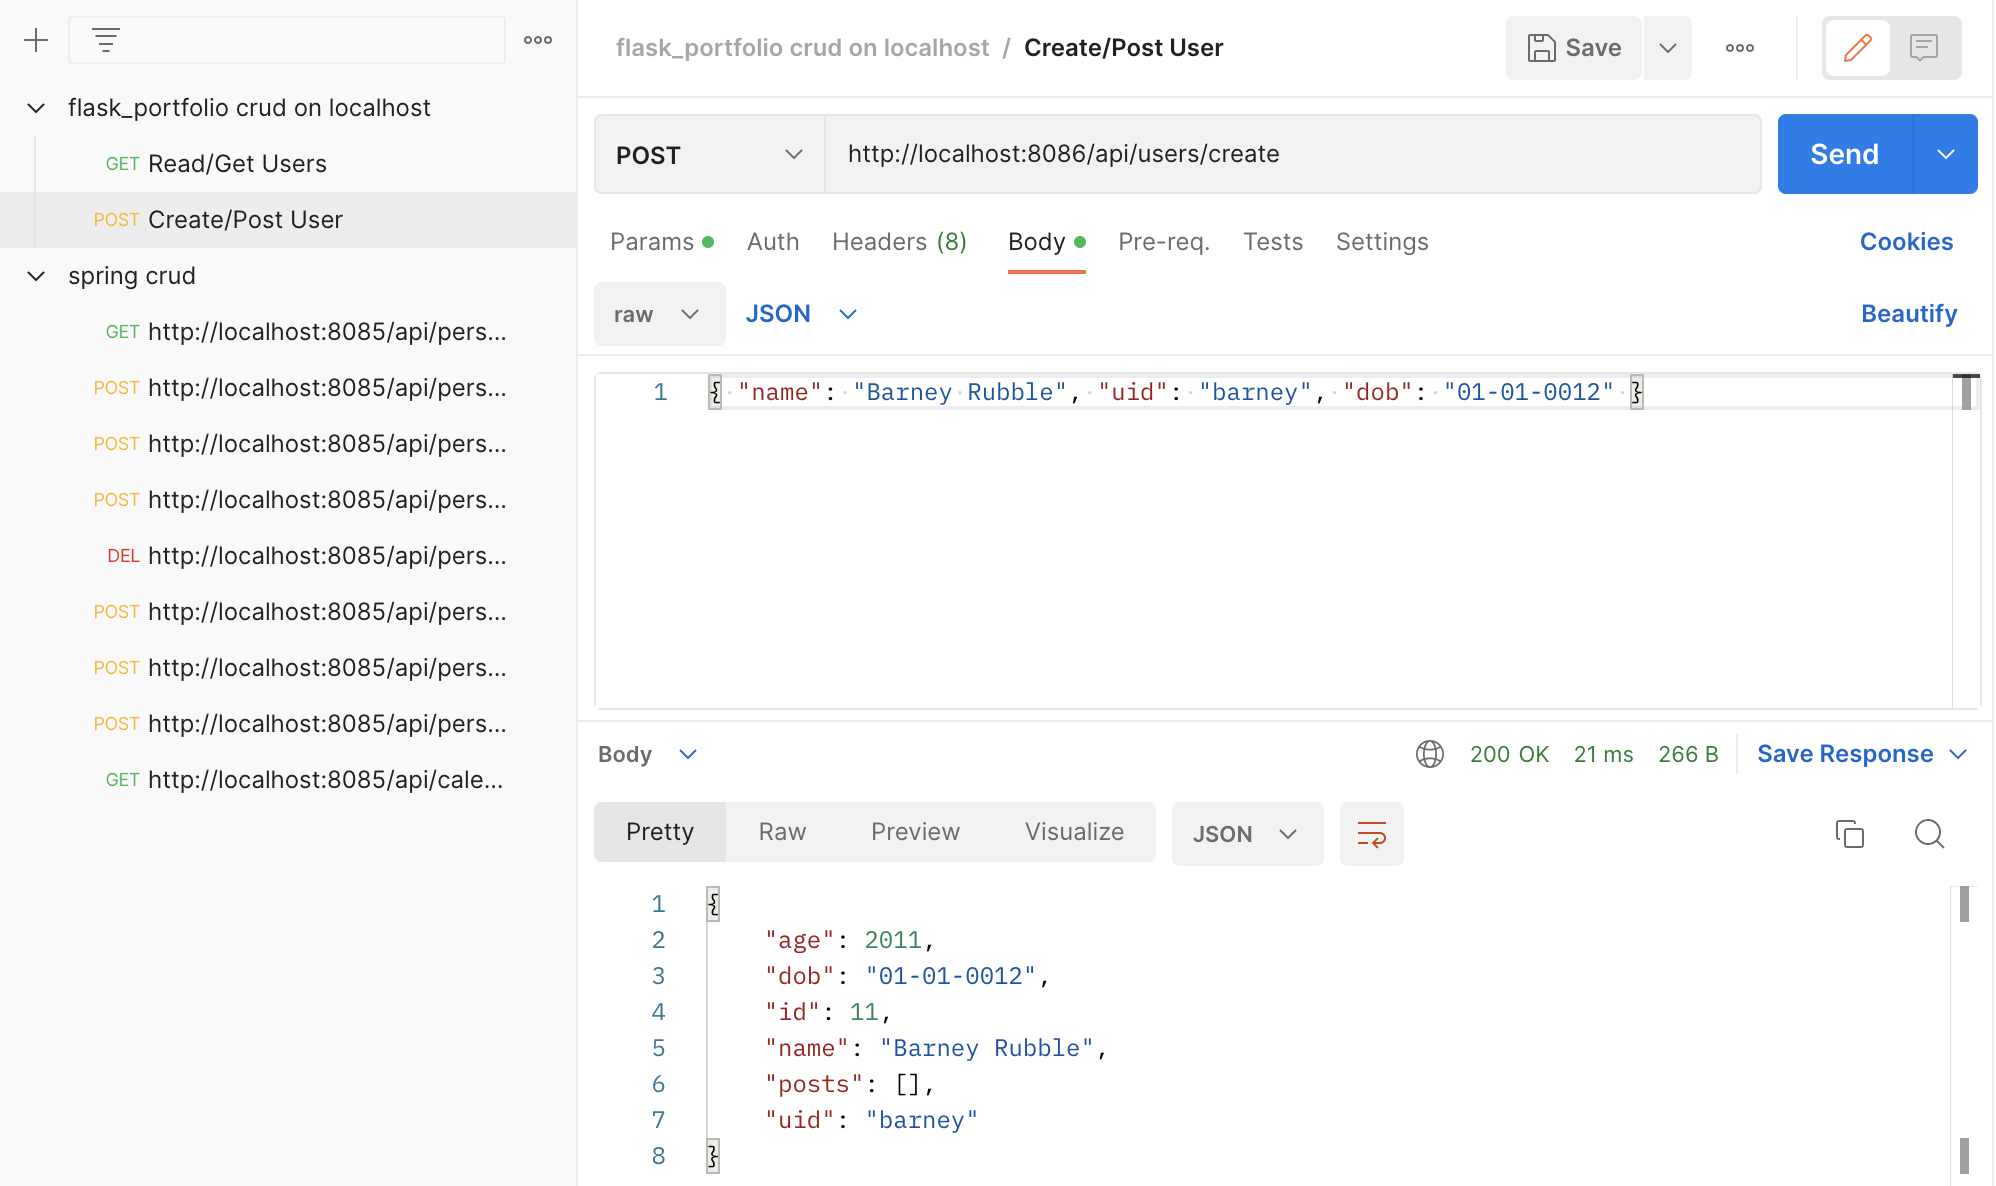 flask_portfolio crud on localhost
GET Read/Get Users
POST Create/Post User
spring crud
GET http://localhost:8085/api/pers...
POST http://localhost:8085/api/pers...
POST http://localhost:8085/api/pers...
POST http://localhost:8085/api/pers...
DEL http://localhost:8085/api/pers...
POST http://localhost:8085/api/pers...
POST http://localhost:8085/api/pers...
POST http://localhost:8085/api/pers...
GET http://localhost:8085/api/cale...
flask_portfolio crud on localhost / Create/Post User
Save
POST http://localhost:8086/api/users/create Send
Params Auth Headers (8) Body Pre-req. Tests Settings Cookies
raw JSON Beautify
1 { "name": "Barney Rubble", "uid": "barney", "dob": "01-01-0012" }
Body 200 OK 21 ms 266 B Save Response
Pretty Raw Preview Visualize JSON
1 {
2 "age": 2011,
3 "dob": "01-01-0012",
4 "id": 11,
5 "name": "Barney Rubble",
6 "posts": [],
7 "uid": "barney"
8 }